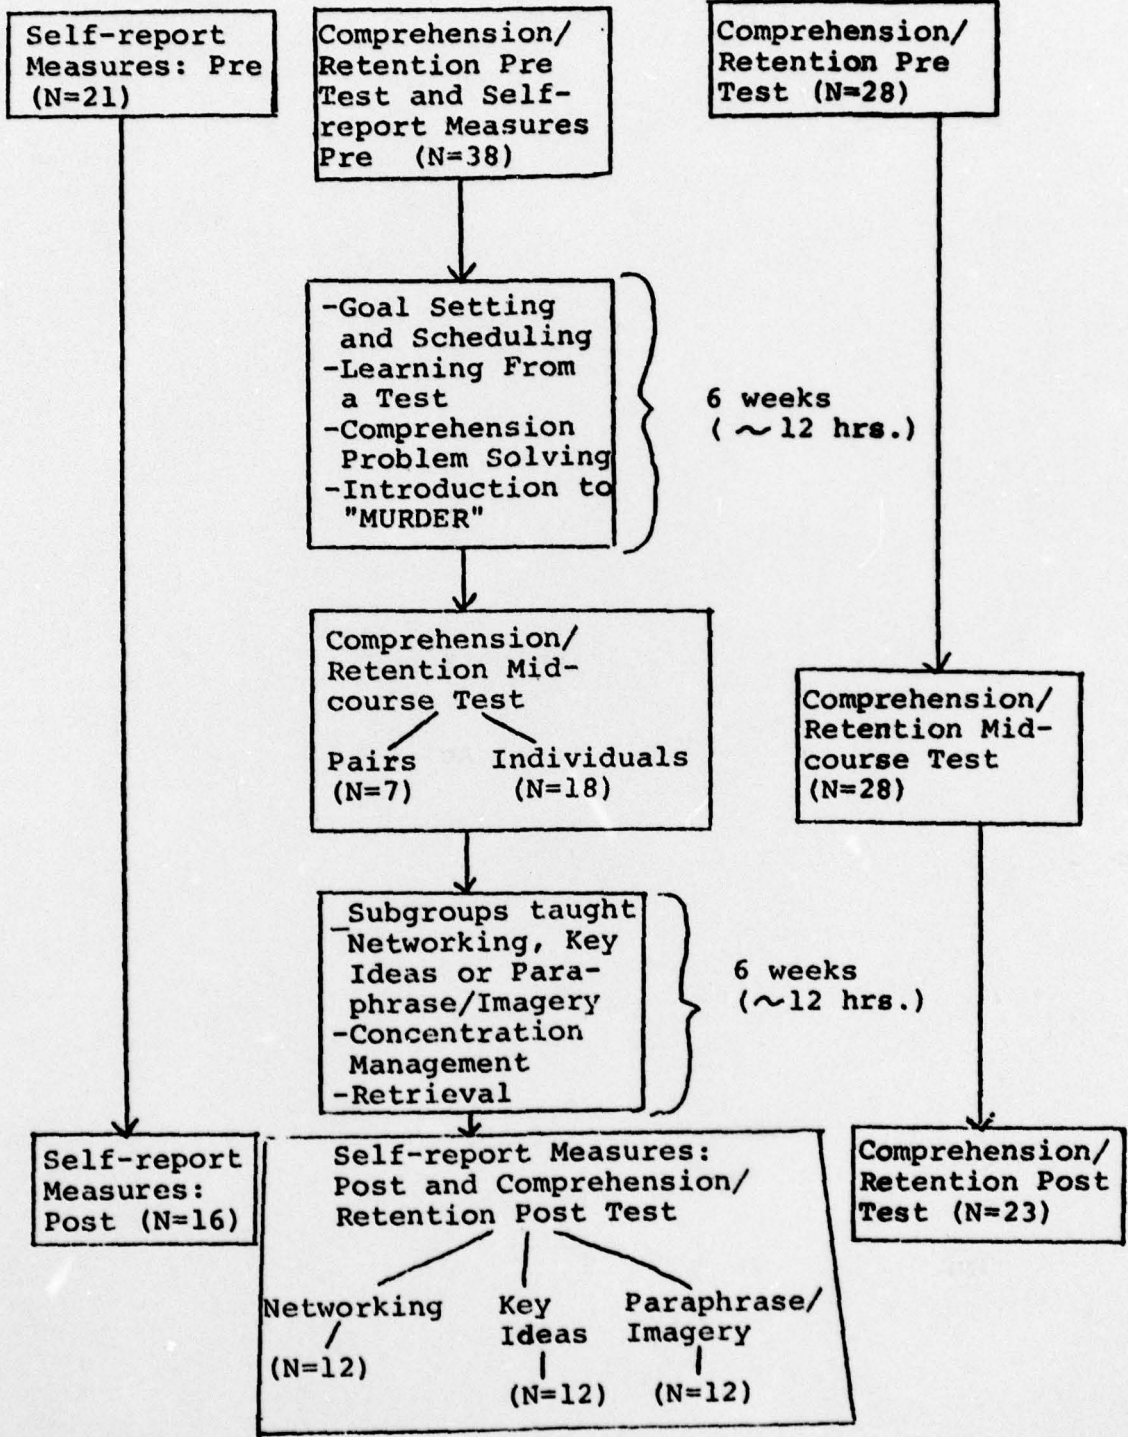 Self-report
Measures: Pre
(N=21)
Comprehension/
Retention Pre
Test and Self-
report Measures
Pre (N=38)
Comprehension/
Retention Pre
Test (N=28)
-Goal Setting
and Scheduling
-Learning From
a Test
-Comprehension
Problem Solving
-Introduction to
"MURDER"
6 weeks
( ~12 hrs.)
Comprehension/
Retention Mid-
course Test
Pairs
(N=7)
Individuals
(N=18)
Comprehension/
Retention Mid-
course Test
(N=28)
_Subgroups taught
Networking, Key
Ideas or Para-
phrase/Imagery
-Concentration
Management
-Retrieval
6 weeks
(~12 hrs.)
Self-report
Measures:
Post (N=16)
Self-report Measures:
Post and Comprehension/
Retention Post Test
Networking
(N=12)
Key
Ideas
(N=12)
Paraphrase/
Imagery
(N=12)
Comprehension/
Retention Post
Test (N=23)